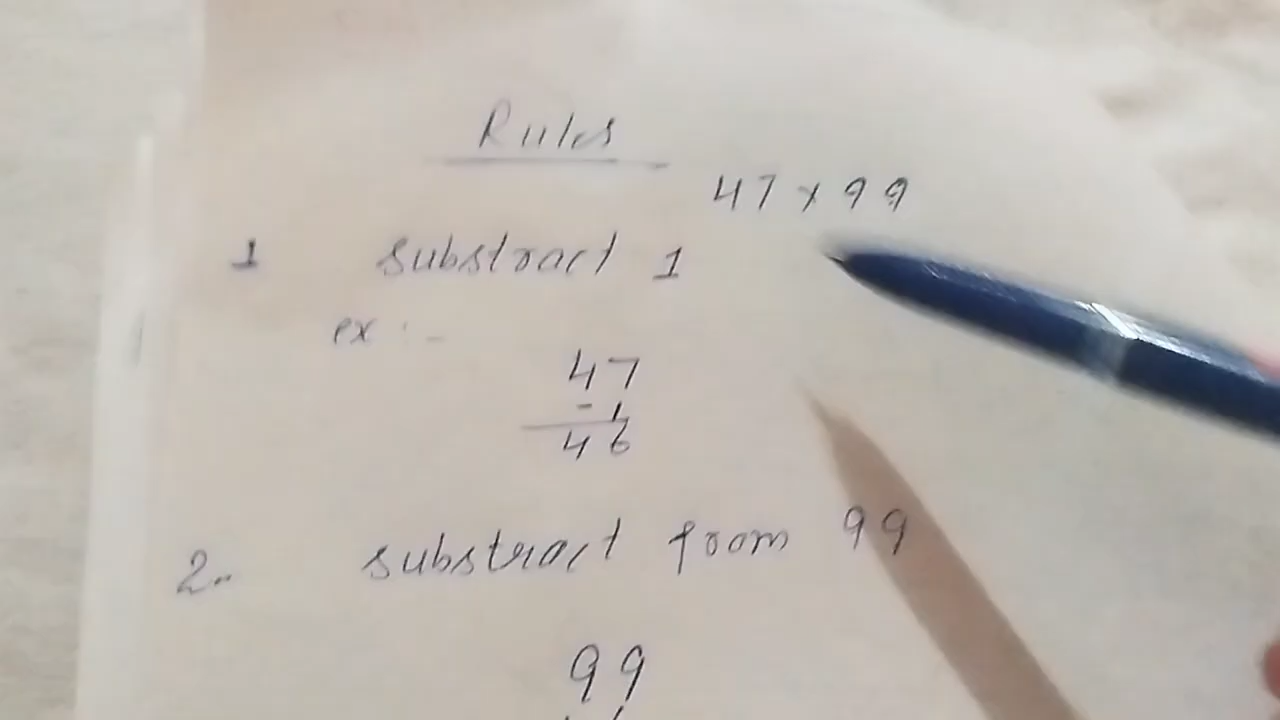 Rules
47 x 99
1 substract 1
ex :-
47
-1
46
2.. substract from 99
99